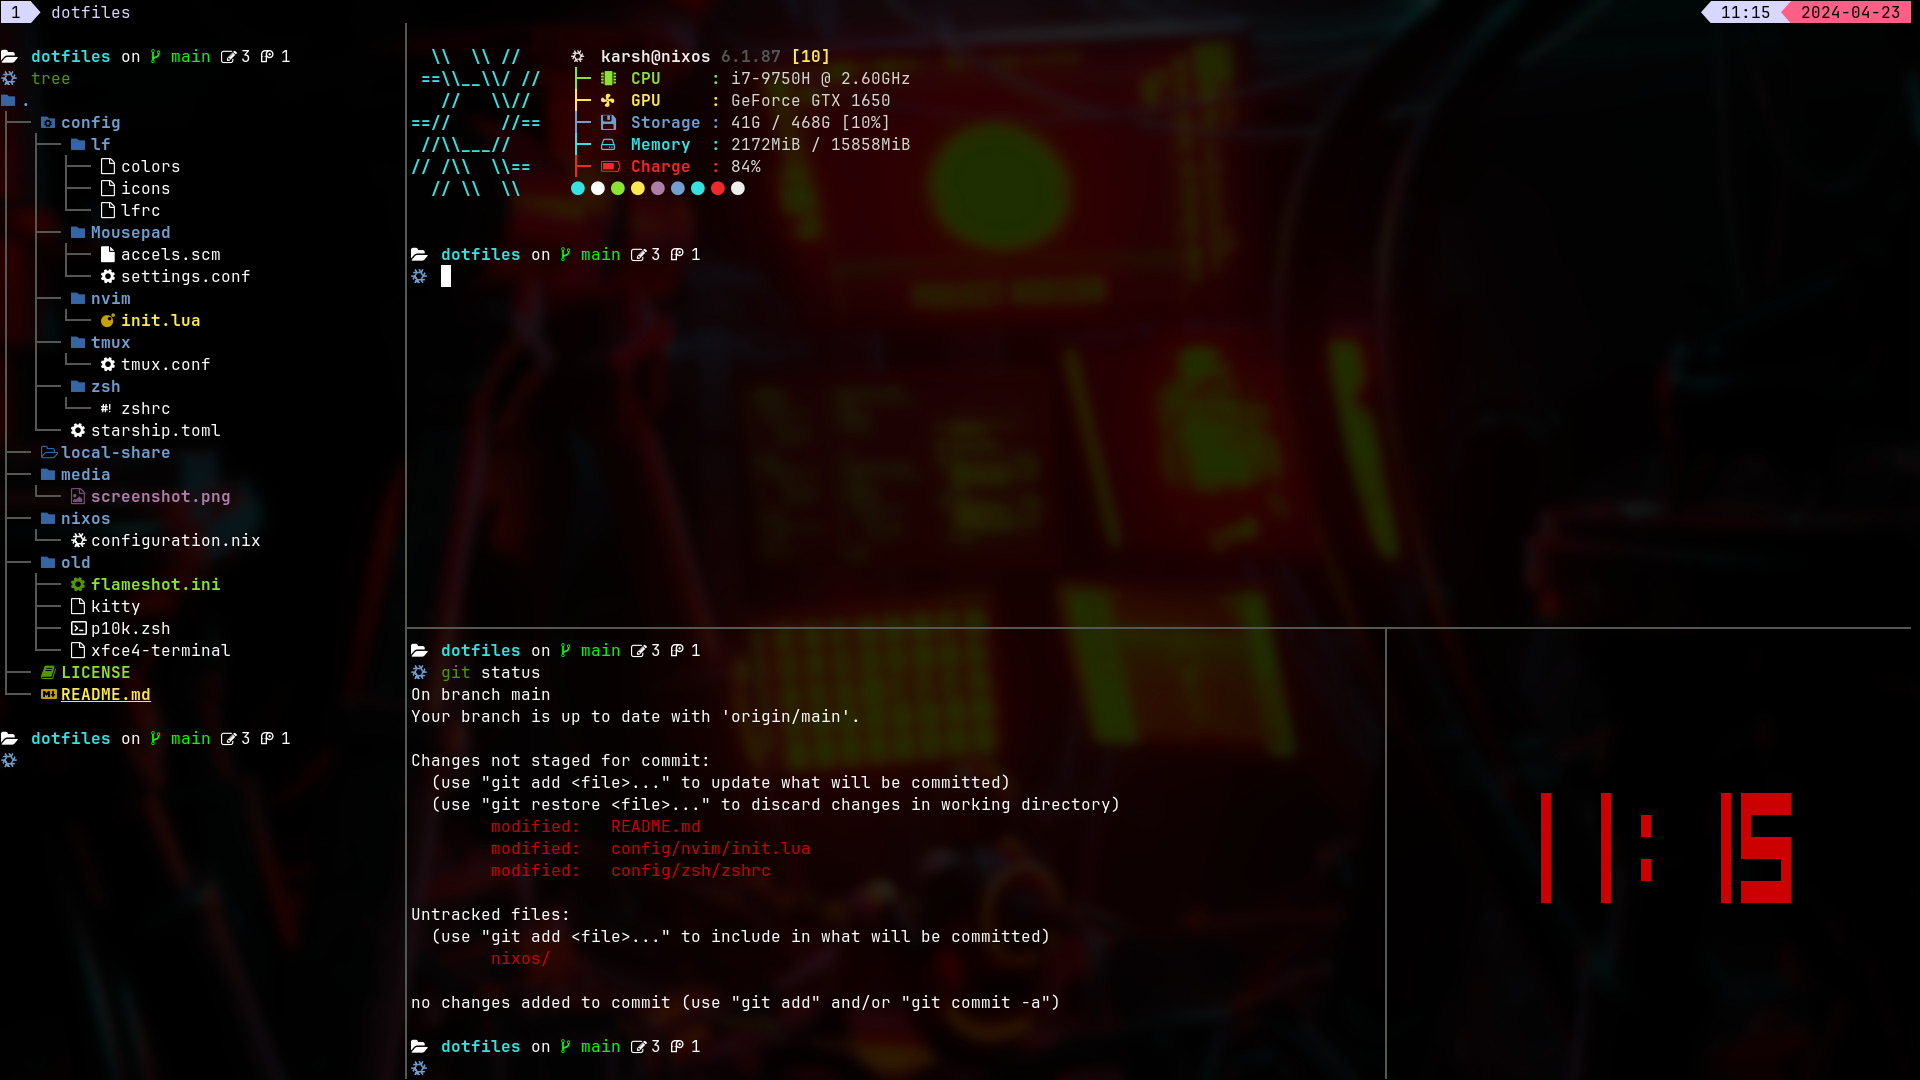 1 dotfiles
11:15 2024-04-23
dotfiles on main 3 1
tree
.
config
lf
colors
icons
lfrc
Mousepad
accels.scm
settings.conf
nvim
init.lua
tmux
tmux.conf
zsh
#! zshrc
starship.toml
local-share
media
screenshot.png
nixos
configuration.nix
old
flameshot.ini
kitty
p10k.zsh
xfce4-terminal
LICENSE
README.md
dotfiles on main 3 1
  \\  \\ //
 ==\\__\\/ //
   //   \\//
==//     //==
 //\\___//
// /\\  \\==
  // \\  \\
karsh@nixos 6.1.87 [10]
CPU : i7-9750H @ 2.60GHz
GPU : GeForce GTX 1650
Storage : 41G / 468G [10%]
Memory : 2172MiB / 15858MiB
Charge : 84%
dotfiles on main 3 1
dotfiles on main 3 1
git status
On branch main
Your branch is up to date with 'origin/main'.
Changes not staged for commit:
(use "git add <file>..." to update what will be committed)
(use "git restore <file>..." to discard changes in working directory)
modified: README.md
modified: config/nvim/init.lua
modified: config/zsh/zshrc
Untracked files:
(use "git add <file>..." to include in what will be committed)
nixos/
no changes added to commit (use "git add" and/or "git commit -a")
dotfiles on main 3 1
11:15